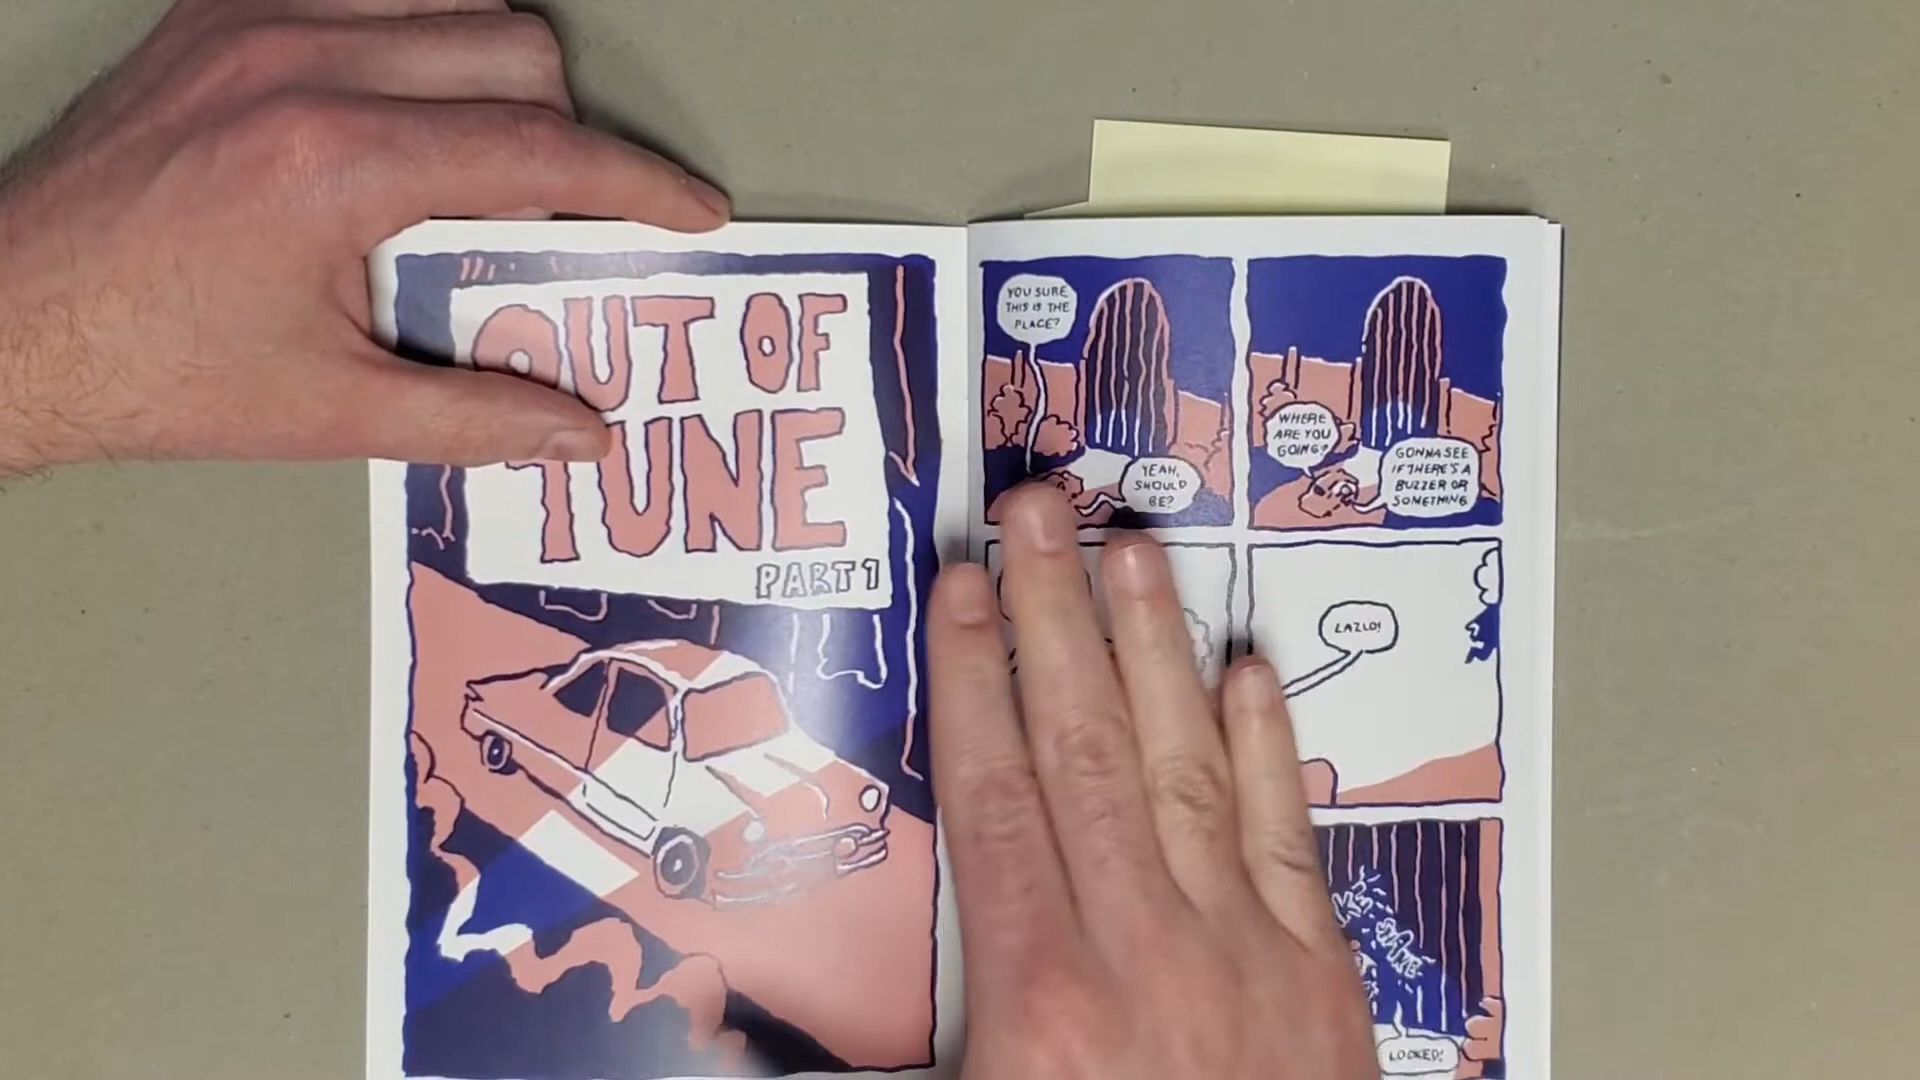 OUT OF
TUNE
PART 1
YOU SURE
THIS IS THE
PLACE?
YEAH,
SHOULD
BE?
WHERE
ARE YOU
GOING?
GONNA SEE
IF THERE'S A
BUZZER OR
SOMETHING
LAZLO!
SHAKE
LOCKED!